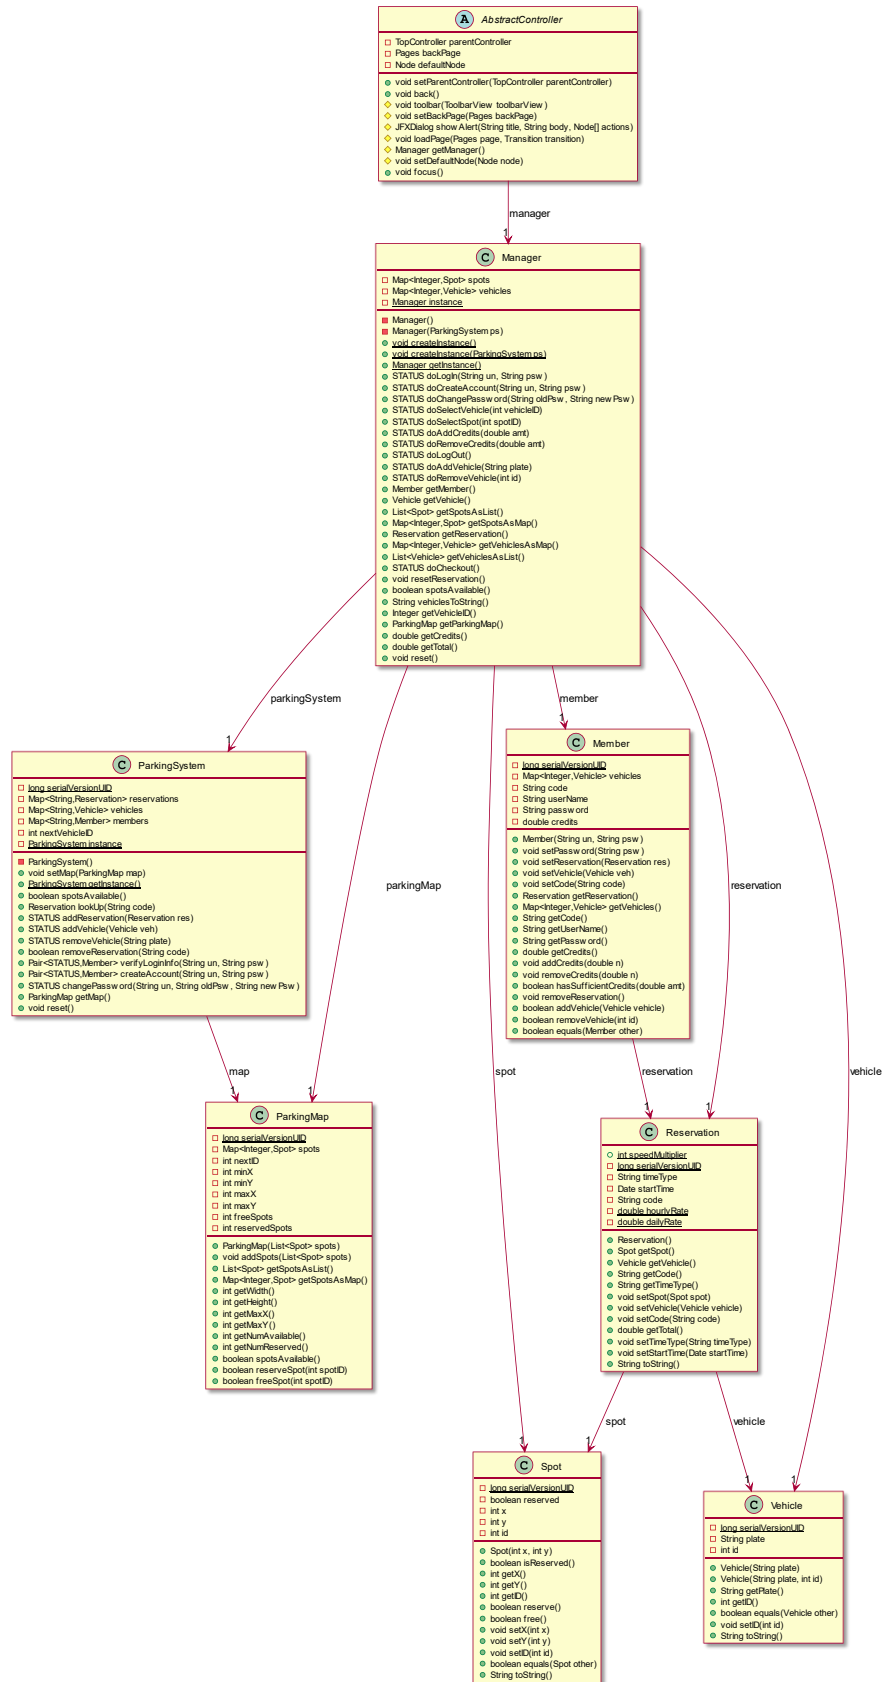 A AbstractController
TopController parentController
Pages backPage
Node defaultNode
void setParentController(TopController parentController)
void back()
void toolbar(ToolbarView toolbarView)
void setBackPage(Pages backPage)
JFXDialog showAlert(String title, String body, Node[] actions)
void loadPage(Pages page, Transition transition)
Manager getManager()
void setDefaultNode(Node node)
void focus()
manager
1
C Manager
Map<Integer,Spot> spots
Map<Integer,Vehicle> vehicles
Manager instance
Manager()
Manager(ParkingSystem ps)
void createInstance()
void createInstance(ParkingSystem ps)
Manager getInstance()
STATUS doLogIn(String un, String psw)
STATUS doCreateAccount(String un, String psw)
STATUS doChangePassword(String oldPsw, String newPsw)
STATUS doSelectVehicle(int vehicleID)
STATUS doSelectSpot(int spotID)
STATUS doAddCredits(double amt)
STATUS doRemoveCredits(double amt)
STATUS doLogOut()
STATUS doAddVehicle(String plate)
STATUS doRemoveVehicle(int id)
Member getMember()
Vehicle getVehicle()
List<Spot> getSpotsAsList()
Map<Integer,Spot> getSpotsAsMap()
Reservation getReservation()
Map<Integer,Vehicle> getVehiclesAsMap()
List<Vehicle> getVehiclesAsList()
STATUS doCheckout()
void resetReservation()
boolean spotsAvailable()
String vehiclesToString()
Integer getVehicleID()
ParkingMap getParkingMap()
double getCredits()
double getTotal()
void reset()
parkingSystem
1
member
1
C ParkingSystem
long serialVersionUID
Map<String,Reservation> reservations
Map<String,Vehicle> vehicles
Map<String,Member> members
int nextVehicleID
ParkingSystem instance
ParkingSystem()
void setMap(ParkingMap map)
ParkingSystem getInstance()
boolean spotsAvailable()
Reservation lookUp(String code)
STATUS addReservation(Reservation res)
STATUS addVehicle(Vehicle veh)
STATUS removeVehicle(String plate)
boolean removeReservation(String code)
Pair<STATUS,Member> verifyLoginInfo(String un, String psw)
Pair<STATUS,Member> createAccount(String un, String psw)
STATUS changePassword(String un, String oldPsw, String newPsw)
ParkingMap getMap()
void reset()
parkingMap
C Member
long serialVersionUID
Map<Integer,Vehicle> vehicles
String code
String userName
String password
double credits
Member(String un, String psw)
void setPassword(String psw)
void setReservation(Reservation res)
void setVehicle(Vehicle veh)
void setCode(String code)
Reservation getReservation()
Map<Integer,Vehicle> getVehicles()
String getCode()
String getUserName()
String getPassword()
double getCredits()
void addCredits(double n)
void removeCredits(double n)
boolean hasSufficientCredits(double amt)
void removeReservation()
boolean addVehicle(Vehicle vehicle)
boolean removeVehicle(int id)
boolean equals(Member other)
reservation
map
1
1
spot
reservation
1
1
vehicle
C ParkingMap
long serialVersionUID
Map<Integer,Spot> spots
int nextID
int minX
int minY
int maxX
int maxY
int freeSpots
int reservedSpots
ParkingMap(List<Spot> spots)
void addSpots(List<Spot> spots)
List<Spot> getSpotsAsList()
Map<Integer,Spot> getSpotsAsMap()
int getWidth()
int getHeight()
int getMaxX()
int getMaxY()
int getNumAvailable()
int getNumReserved()
boolean spotsAvailable()
boolean reserveSpot(int spotID)
boolean freeSpot(int spotID)
C Reservation
int speedMultiplier
long serialVersionUID
String timeType
Date startTime
String code
double hourlyRate
double dailyRate
Reservation()
Spot getSpot()
Vehicle getVehicle()
String getCode()
String getTimeType()
void setSpot(Spot spot)
void setVehicle(Vehicle vehicle)
void setCode(String code)
double getTotal()
void setTimeType(String timeType)
void setStartTime(Date startTime)
String toString()
spot
1
1
vehicle
1
1
C Spot
long serialVersionUID
boolean reserved
int x
int y
int id
Spot(int x, int y)
boolean isReserved()
int getX()
int getY()
int getID()
boolean reserve()
boolean free()
void setX(int x)
void setY(int y)
void setID(int id)
boolean equals(Spot other)
String toString()
C Vehicle
long serialVersionUID
String plate
int id
Vehicle(String plate)
Vehicle(String plate, int id)
String getPlate()
int getID()
boolean equals(Vehicle other)
void setID(int id)
String toString()